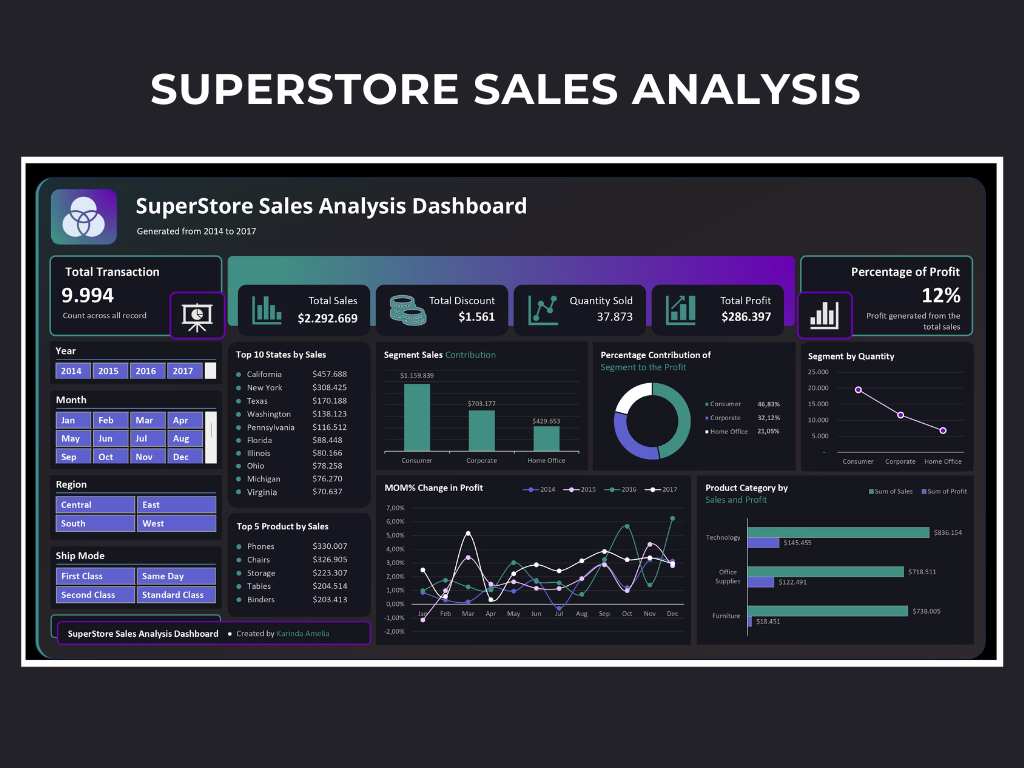 SUPERSTORE SALES ANALYSIS
SuperStore Sales Analysis Dashboard
Generated from 2014 to 2017
Total Transaction
9.994
Count across all record
Total Sales
$2.292.669
Total Discount
$1.561
Quantity Sold
37.873
Total Profit
$286.397
Percentage of Profit
12%
Profit generated from the
total sales
Year
2014 2015 2016 2017
Month
Jan Feb Mar Apr
May Jun Jul Aug
Sep Oct Nov Dec
Region
Central East
South West
Ship Mode
First Class Same Day
Second Class Standard Class
SuperStore Sales Analysis Dashboard • Created by Karinda Amelia
Top 10 States by Sales
California $457.688
New York $308.425
Texas $170.188
Washington $138.123
Pennsylvania $116.512
Florida $88.448
Illinois $80.166
Ohio $78.258
Michigan $76.270
Virginia $70.637
Top 5 Product by Sales
Phones $330.007
Chairs $326.905
Storage $223.307
Tables $204.514
Binders $203.413
Segment Sales Contribution
$1.159.839
$703.177
$429.653
Consumer Corporate Home Office
Percentage Contribution of
Segment to the Profit
Consumer 46,83%
Corporate 32,12%
Home Office 21,05%
Segment by Quantity
25.000
20.000
15.000
10.000
5.000
-
Consumer Corporate Home Office
MOM% Change in Profit
2014 2015 2016 2017
7,00%
6,00%
5,00%
4,00%
3,00%
2,00%
1,00%
0,00%
-1,00%
-2,00%
Jan Feb Mar Apr May Jun Jul Aug Sep Oct Nov Dec
Product Category by
Sales and Profit
Sum of Sales Sum of Profit
Technology
$836.154
$145.455
Office
Supplies
$718.511
$122.491
Furniture
$738.005
$18.451